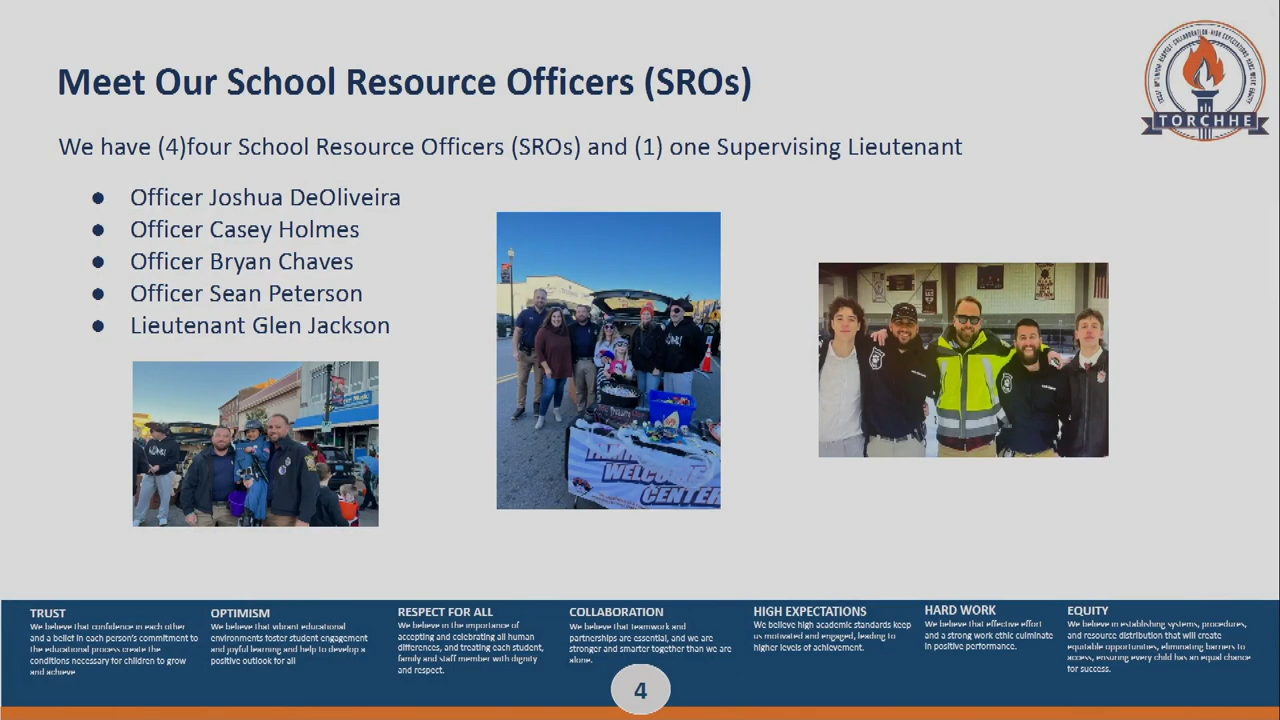 Meet Our School Resource Officers (SROs)
TORCHHE
We have (4)four School Resource Officers (SROs) and (1) one Supervising Lieutenant
● Officer Joshua DeOliveira
● Officer Casey Holmes
● Officer Bryan Chaves
● Officer Sean Peterson
● Lieutenant Glen Jackson
WELCOME
CENTER
TRUST
We believe that confidence in each other
and a belief in each person's commitment to
the educational process create the
conditions necessary for children to grow
and achieve
OPTIMISM
We believe that vibrant educational
environments foster student engagement
and joyful learning and help to develop a
positive outlook for all
RESPECT FOR ALL
We believe in the importance of
accepting and celebrating all human
differences, and treating each student,
family and staff member with dignity
and respect.
COLLABORATION
We believe that teamwork and
partnerships are essential, and we are
stronger and smarter together than we are
alone.
HIGH EXPECTATIONS
We believe high academic standards keep
us motivated and engaged, leading to
higher levels of achievement.
HARD WORK
We believe that effective effort
and a strong work ethic culminate
in positive performance.
EQUITY
We believe in establishing systems, procedures,
and resource distribution that will create
equitable opportunities, eliminating barriers to
access, ensuring every child has an equal chance
for success.
4